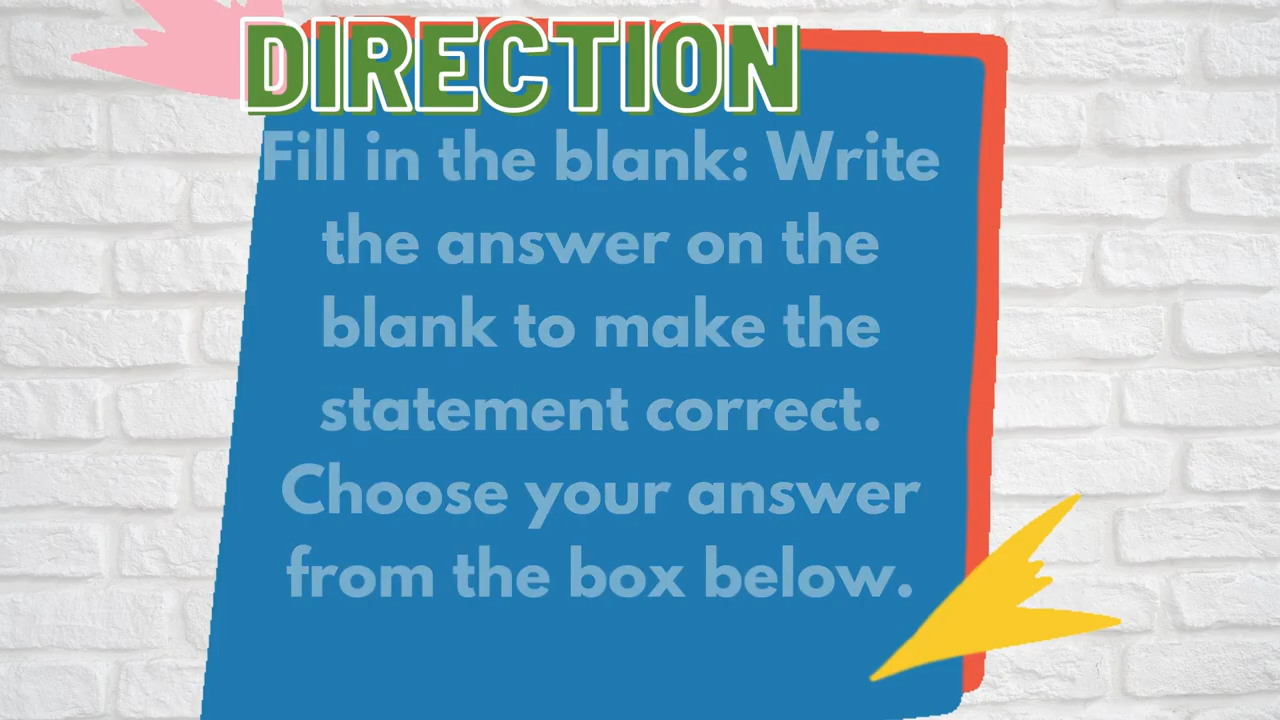 DIRECTION
Fill in the blank: Write
the answer on the
blank to make the
statement correct.
Choose your answer
from the box below.